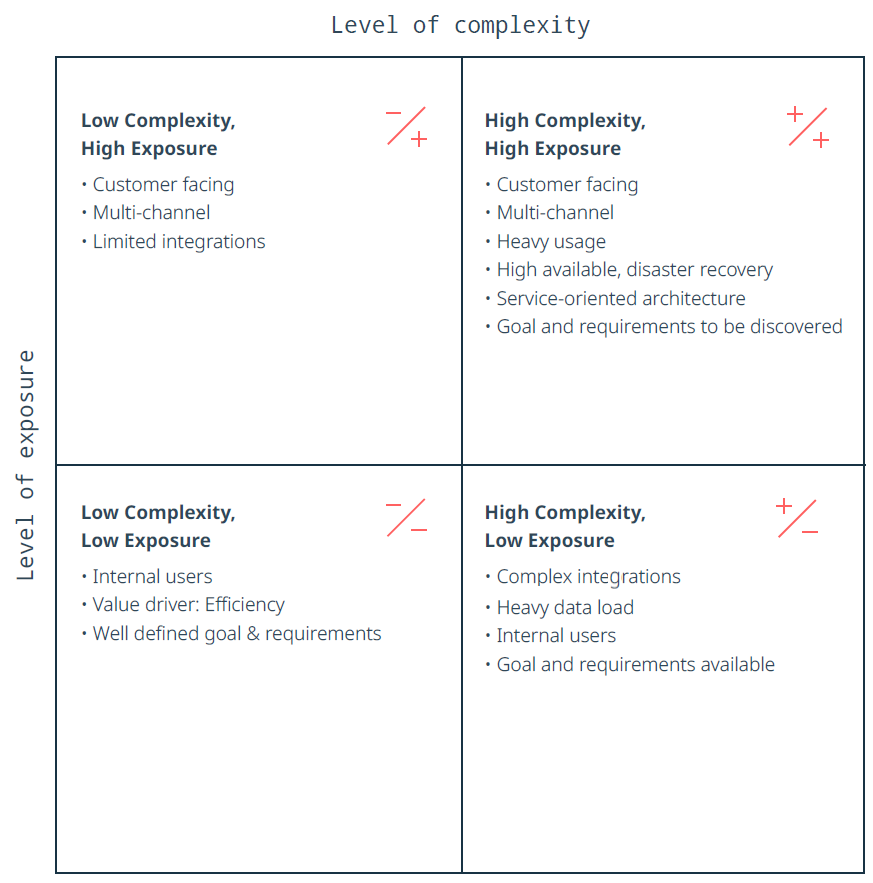 Level of complexity
Level of exposure
Low Complexity,
High Exposure
• Customer facing
• Multi-channel
• Limited integrations
High Complexity,
High Exposure
• Customer facing
• Multi-channel
• Heavy usage
• High available, disaster recovery
• Service-oriented architecture
• Goal and requirements to be discovered
Low Complexity,
Low Exposure
• Internal users
• Value driver: Efficiency
• Well defined goal & requirements
High Complexity,
Low Exposure
• Complex integrations
• Heavy data load
• Internal users
• Goal and requirements available